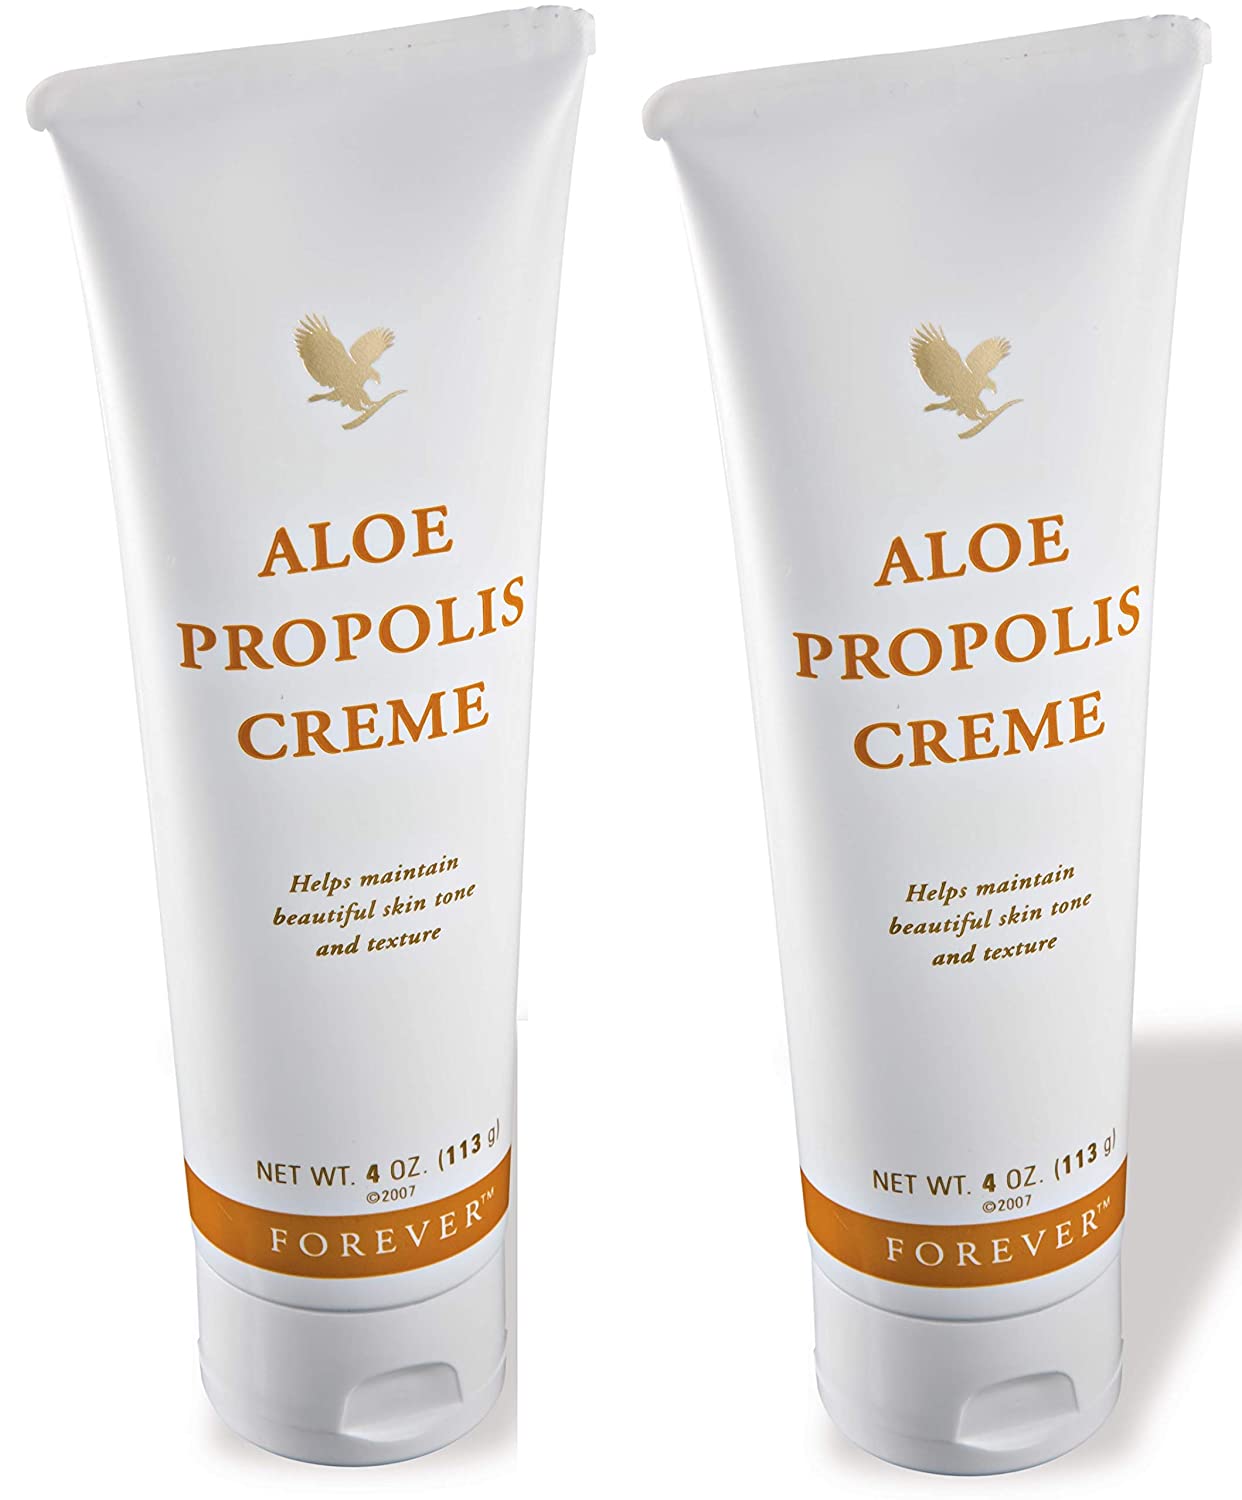 ALOE
PROPOLIS
CREME
Helps maintain
beautiful skin tone
and texture
NET WT. 4 OZ. (113 g)
©2007
FOREVER™
ALOE
PROPOLIS
CREME
Helps maintain
beautiful skin tone
and texture
NET WT. 4 OZ. (113 g)
©2007
FOREVER™